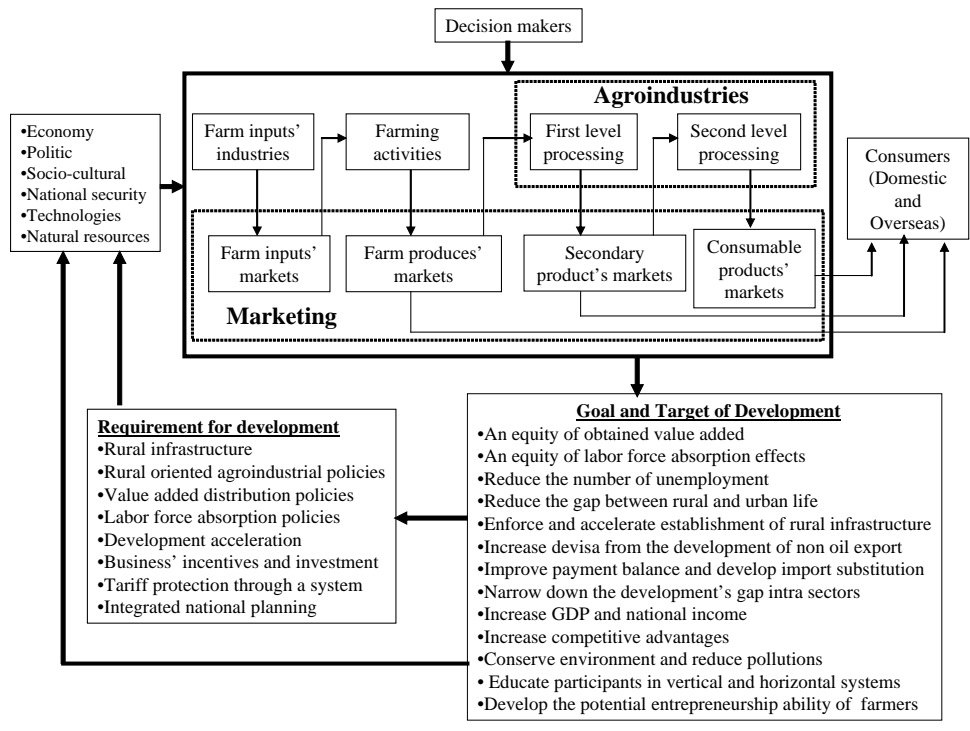 Decision makers
Agroindustries
•Economy
•Politic
•Socio-cultural
•National security
•Technologies
•Natural resources
Farm inputs’
industries
Farming
activities
First level
processing
Second level
processing
Consumers
(Domestic
and
Overseas)
Farm inputs’
markets
Farm produces’
markets
Secondary
product’s markets
Consumable
products’
markets
Marketing
Requirement for development
•Rural infrastructure
•Rural oriented agroindustrial policies
•Value added distribution policies
•Labor force absorption policies
•Development acceleration
•Business’ incentives and investment
•Tariff protection through a system
•Integrated national planning
Goal and Target of Development
•An equity of obtained value added
•An equity of labor force absorption effects
•Reduce the number of unemployment
•Reduce the gap between rural and urban life
•Enforce and accelerate establishment of rural infrastructure
•Increase devisa from the development of non oil export
•Improve payment balance and develop import substitution
•Narrow down the development’s gap intra sectors
•Increase GDP and national income
•Increase competitive advantages
•Conserve environment and reduce pollutions
• Educate participants in vertical and horizontal systems
•Develop the potential entrepreneurship ability of farmers